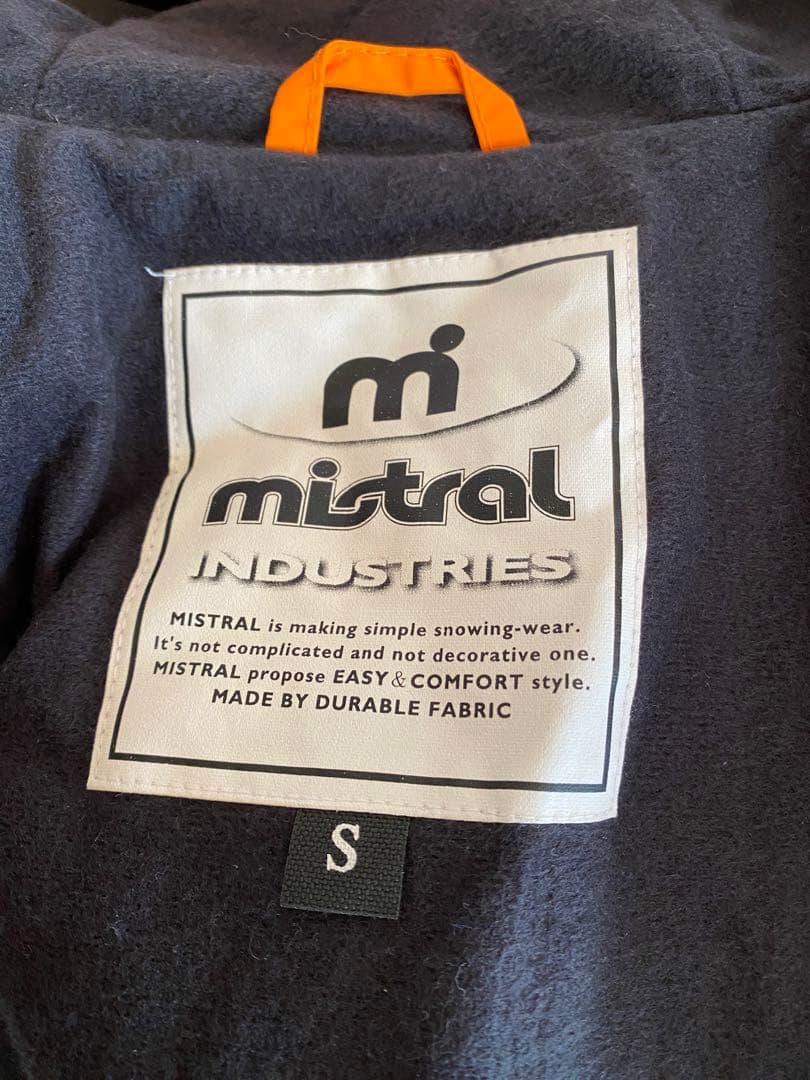 m
mistral
INDUSTRIES
MISTRAL is making simple snowing-wear.
It's not complicated and not decorative one.
MISTRAL propose EASY & COMFORT style.
MADE BY DURABLE FABRIC
S